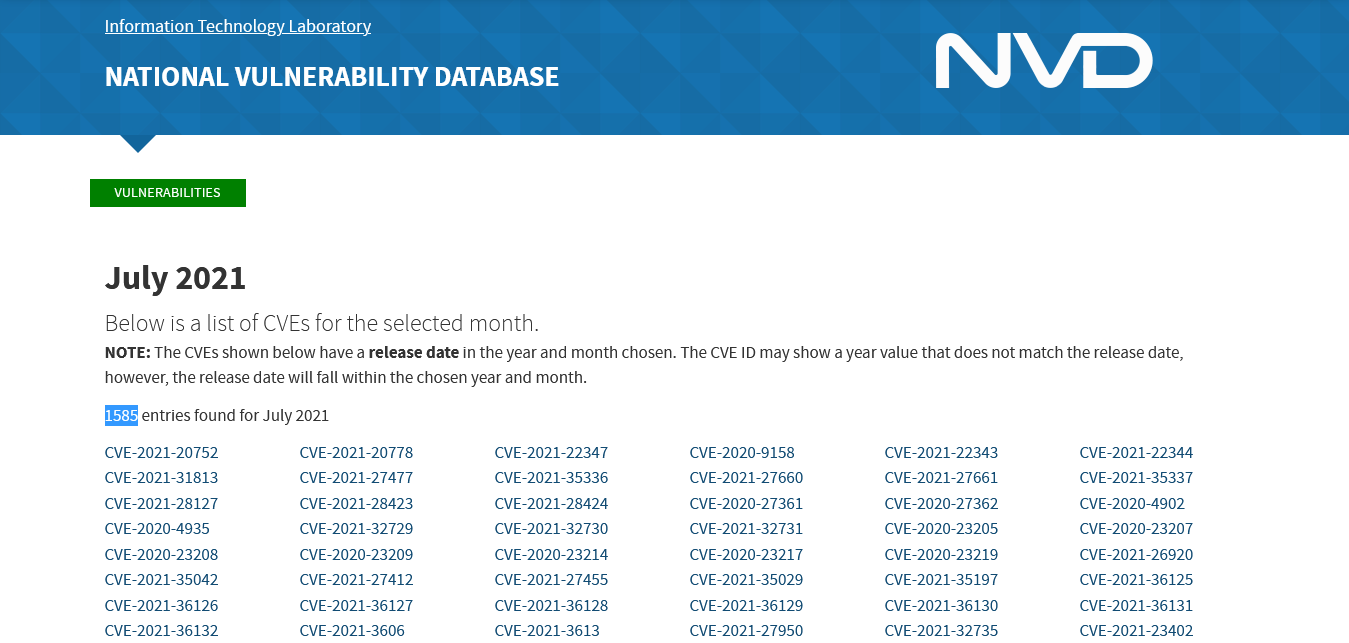 Information Technology Laboratory
NATIONAL VULNERABILITY DATABASE
NVD
VULNERABILITIES
July 2021
Below is a list of CVEs for the selected month.
NOTE: The CVEs shown below have a release date in the year and month chosen. The CVE ID may show a year value that does not match the release date,
however, the release date will fall within the chosen year and month.
1585 entries found for July 2021
CVE-2021-20752 CVE-2021-20778 CVE-2021-22347 CVE-2020-9158 CVE-2021-22343 CVE-2021-22344
CVE-2021-31813 CVE-2021-27477 CVE-2021-35336 CVE-2021-27660 CVE-2021-27661 CVE-2021-35337
CVE-2021-28127 CVE-2021-28423 CVE-2021-28424 CVE-2020-27361 CVE-2020-27362 CVE-2020-4902
CVE-2020-4935 CVE-2021-32729 CVE-2021-32730 CVE-2021-32731 CVE-2020-23205 CVE-2020-23207
CVE-2020-23208 CVE-2020-23209 CVE-2020-23214 CVE-2020-23217 CVE-2020-23219 CVE-2021-26920
CVE-2021-35042 CVE-2021-27412 CVE-2021-27455 CVE-2021-35029 CVE-2021-35197 CVE-2021-36125
CVE-2021-36126 CVE-2021-36127 CVE-2021-36128 CVE-2021-36129 CVE-2021-36130 CVE-2021-36131
CVE-2021-36132 CVE-2021-3606 CVE-2021-3613 CVE-2021-27950 CVE-2021-32735 CVE-2021-23402